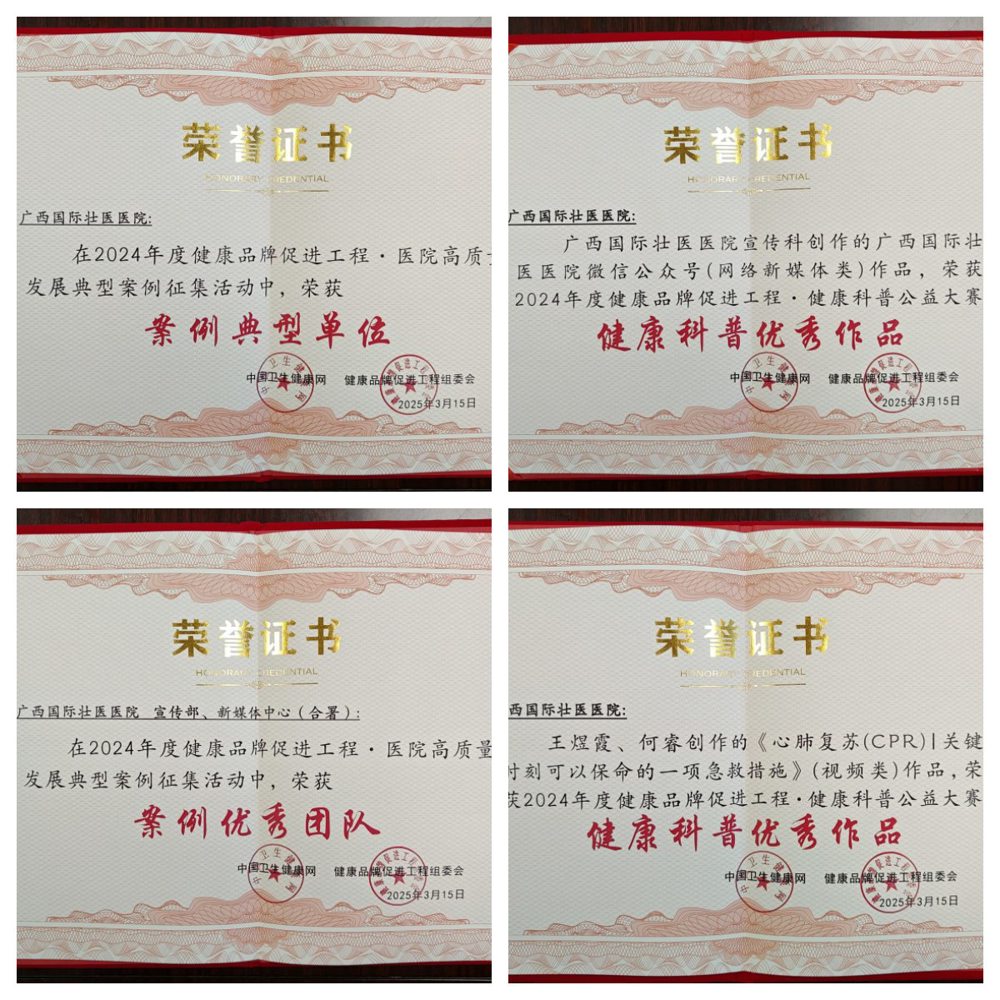 荣誉证书
HONORARY CREDENTIAL
广西国际壮医医院:
在2024年度健康品牌促进工程·医院高质量
发展典型案例征集活动中，荣获
案例典型单位
中国卫生健康网 健康品牌促进工程组委会
2025年3月15日
荣誉证书
HONORARY CREDENTIAL
广西国际壮医医院:
广西国际壮医医院宣传科创作的广西国际壮
医医院微信公众号(网络新媒体类)作品，荣获
2024年度健康品牌促进工程·健康科普公益大赛
健康科普优秀作品
中国卫生健康网 健康品牌促进工程组委会
2025年3月15日
荣誉证书
HONORARY CREDENTIAL
广西国际壮医医院 宣传部、新媒体中心(合署):
在2024年度健康品牌促进工程·医院高质量
发展典型案例征集活动中，荣获
案例优秀团队
中国卫生健康网 健康品牌促进工程组委会
2025年3月15日
荣誉证书
HONORARY CREDENTIAL
西国际壮医医院:
王煜霞、何睿创作的《心肺复苏(CPR)|关键
时刻可以保命的一项急救措施》(视频类)作品，荣
获2024年度健康品牌促进工程·健康科普公益大赛
健康科普优秀作品
中国卫生健康网 健康品牌促进工程组委会
2025年3月15日